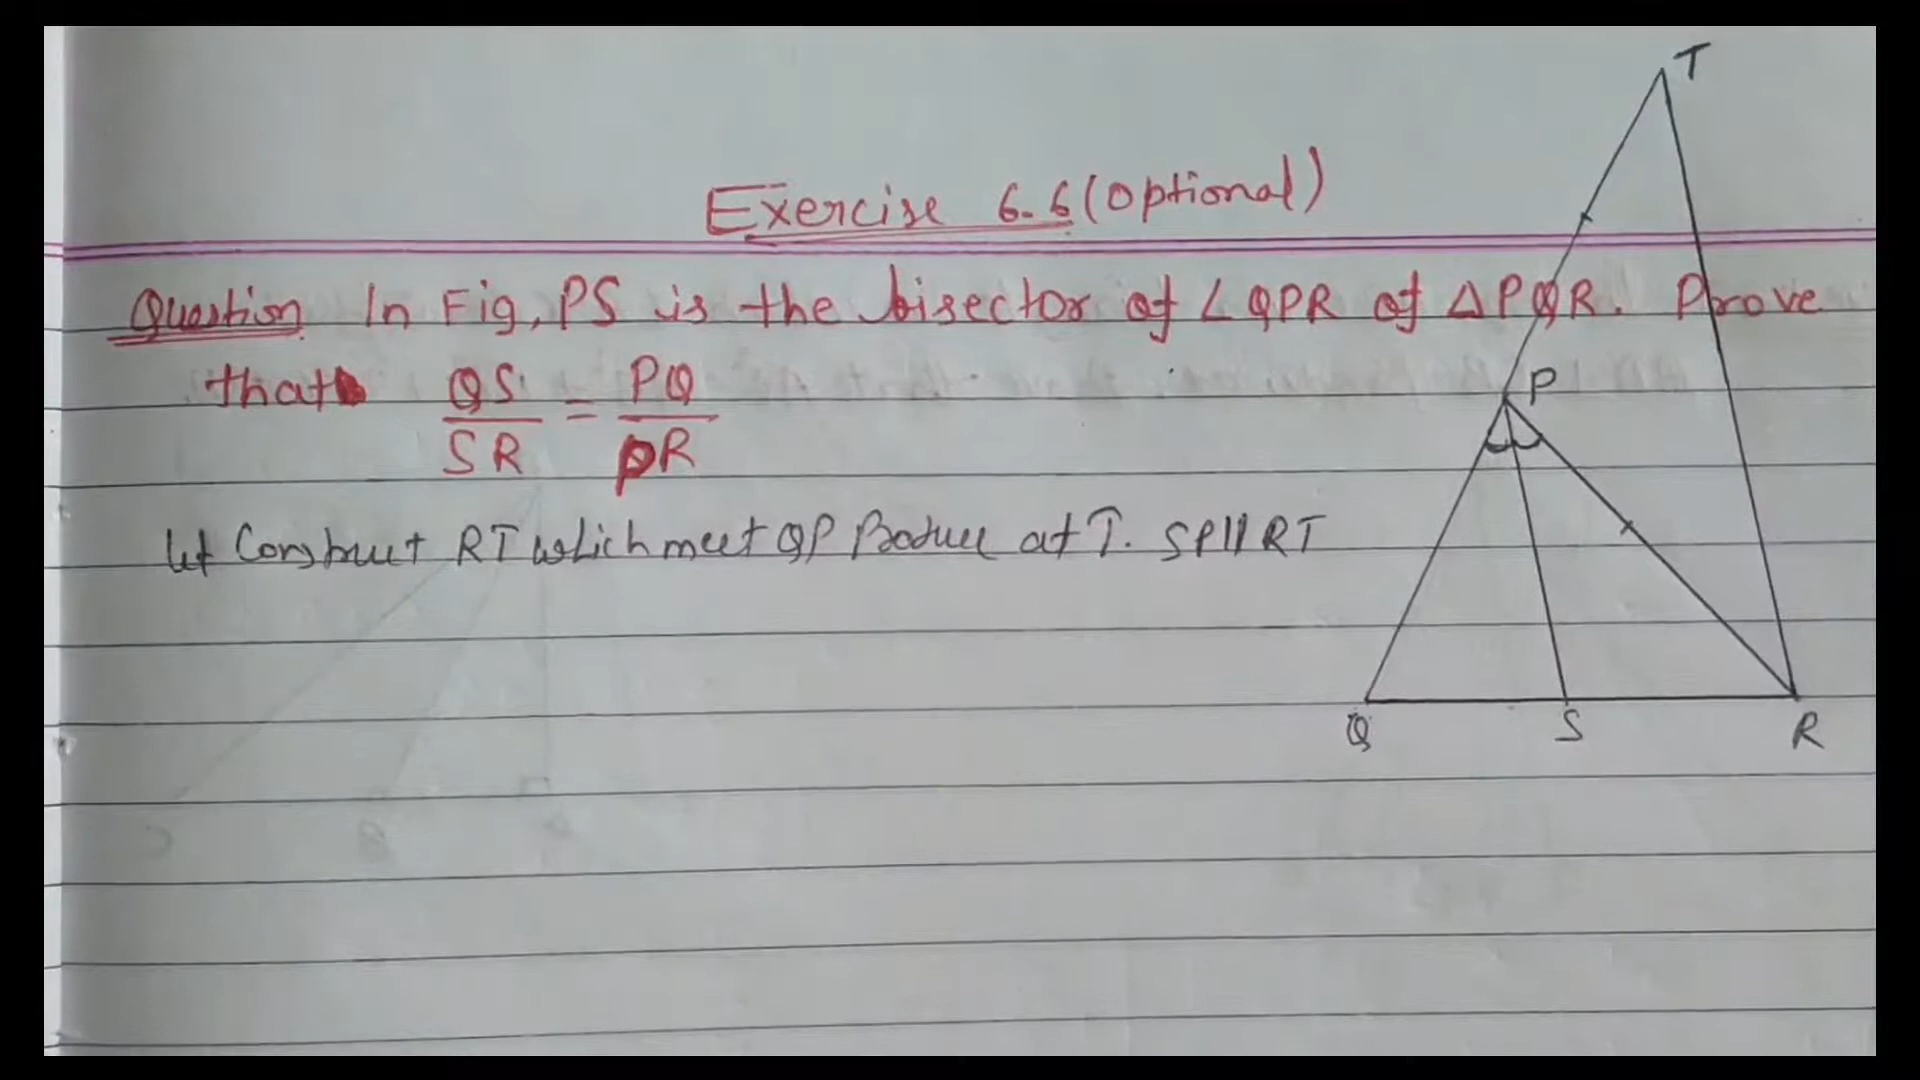 Exercise 6.6 (Optional)
Question In Fig, PS is the bisector of ∠QPR of △PQR. Prove
that QS/SR = PQ/PR
let Construct RT which meet QP Produce at T. SP||RT
T
P
Q S R